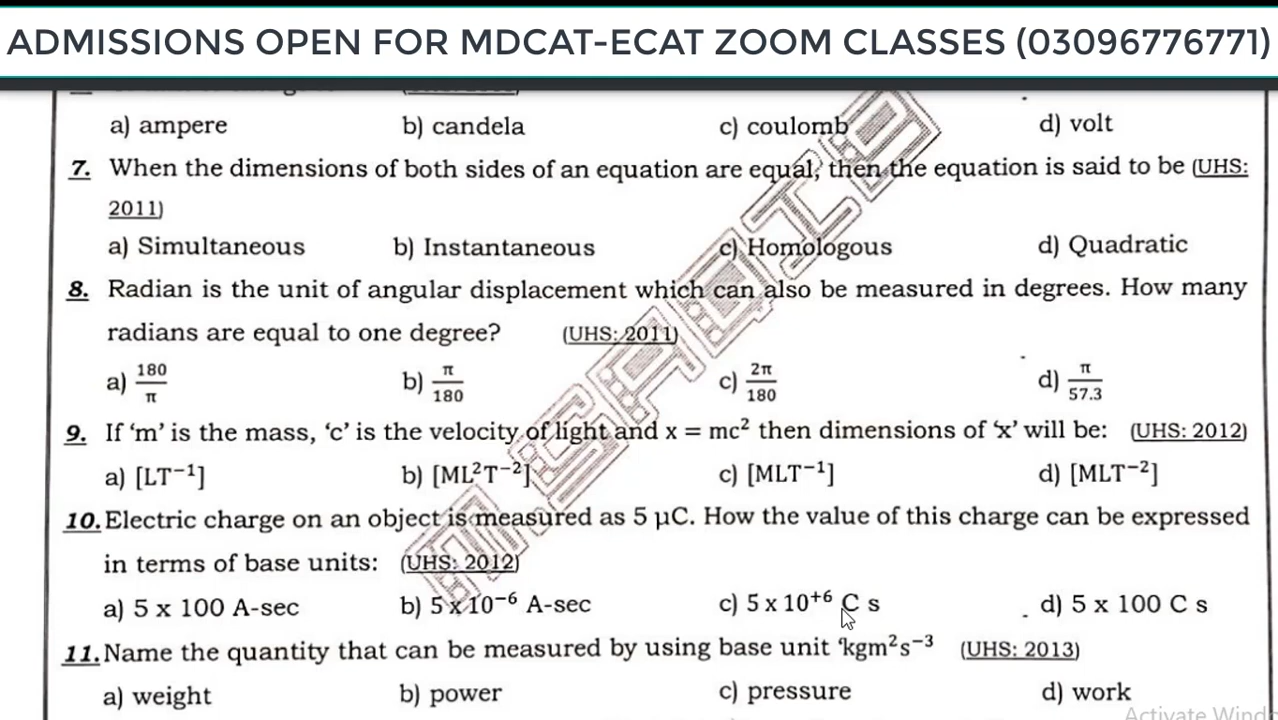 ADMISSIONS OPEN FOR MDCAT-ECAT ZOOM CLASSES (03096776771)
a) ampere b) candela c) coulomb d) volt
7. When the dimensions of both sides of an equation are equal, then the equation is said to be (UHS:
2011)
a) Simultaneous b) Instantaneous c) Homologous d) Quadratic
8. Radian is the unit of angular displacement which can also be measured in degrees. How many
radians are equal to one degree? (UHS: 2011)
a) 180/π b) π/180 c) 2π/180 d) π/57.3
9. If ‘m’ is the mass, ‘c’ is the velocity of light and x = mc² then dimensions of ‘x’ will be: (UHS: 2012)
a) [LT⁻¹] b) [ML²T⁻²] c) [MLT⁻¹] d) [MLT⁻²]
10. Electric charge on an object is measured as 5 µC. How the value of this charge can be expressed
in terms of base units: (UHS: 2012)
a) 5 x 100 A-sec b) 5 x 10⁻⁶ A-sec c) 5 x 10⁺⁶ C s d) 5 x 100 C s
11. Name the quantity that can be measured by using base unit ‘kgm²s⁻³ (UHS: 2013)
a) weight b) power c) pressure d) work